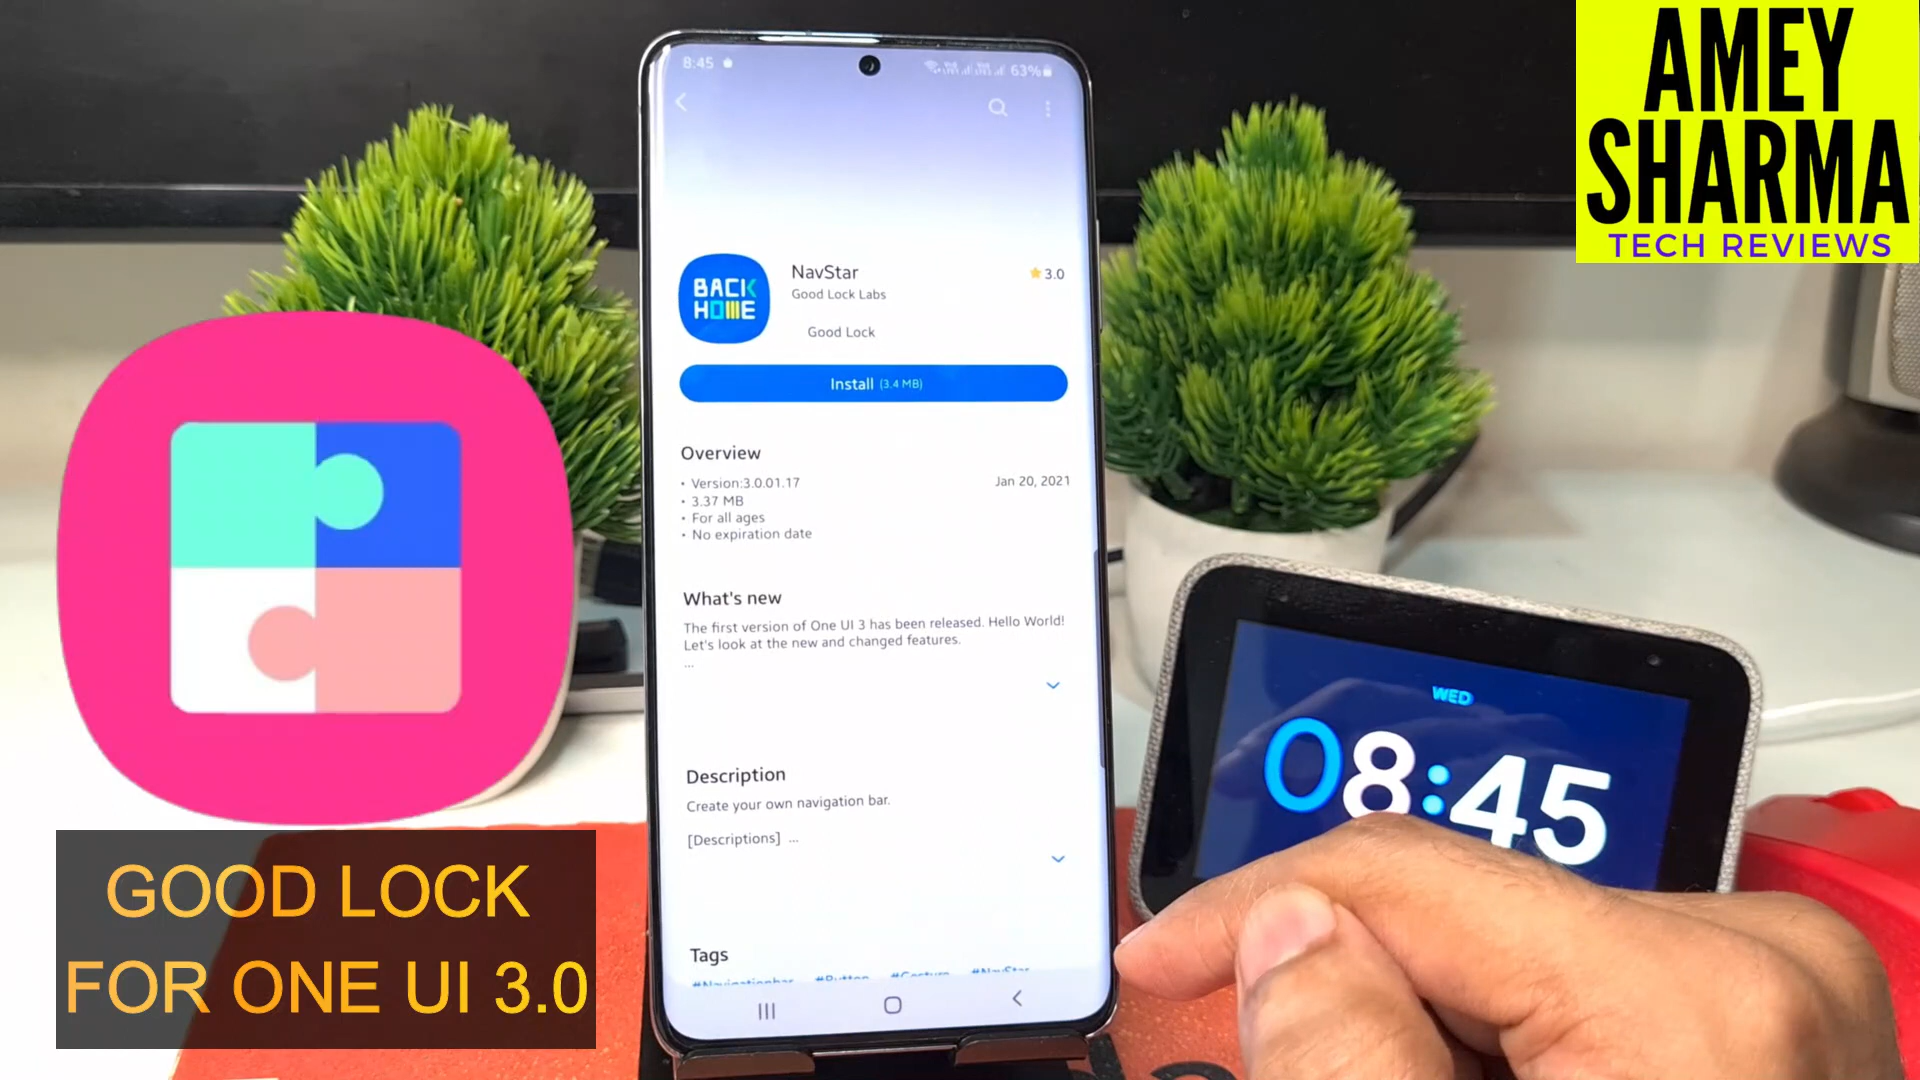 AMEY
SHARMA
TECH REVIEWS
8:45
63%
BACK
HOME
NavStar
3.0
Good Lock Labs
Good Lock
Install (3.4 MB)
Overview
• Version:3.0.01.17
Jan 20, 2021
• 3.37 MB
• For all ages
• No expiration date
What's new
The first version of One UI 3 has been released. Hello World!
Let's look at the new and changed features.
...
Description
Create your own navigation bar.
[Descriptions] ...
Tags
#Navigationbar #Button #Gesture #NavStar
WED
08:45
GOOD LOCK
FOR ONE UI 3.0